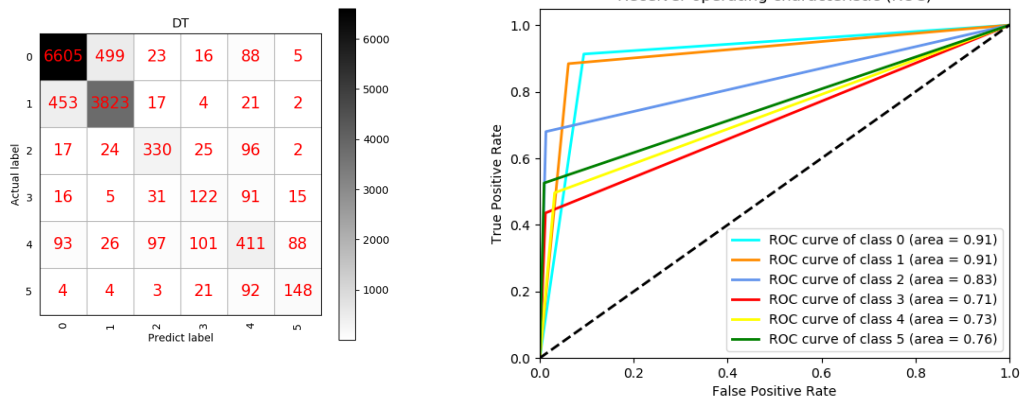 DT
0 6605 499 23 16 88 5
1 453 3823 17 4 21 2
2 17 24 330 25 96 2
3 16 5 31 122 91 15
4 93 26 97 101 411 88
5 4 4 3 21 92 148
0 1 2 3 4 5
Actual label
Predict label
6000
5000
4000
3000
2000
1000
Receiver operating characteristic (ROC)
1.0
0.8
0.6
0.4
0.2
0.0
True Positive Rate
ROC curve of class 0 (area = 0.91)
ROC curve of class 1 (area = 0.91)
ROC curve of class 2 (area = 0.83)
ROC curve of class 3 (area = 0.71)
ROC curve of class 4 (area = 0.73)
ROC curve of class 5 (area = 0.76)
0.0 0.2 0.4 0.6 0.8 1.0
False Positive Rate